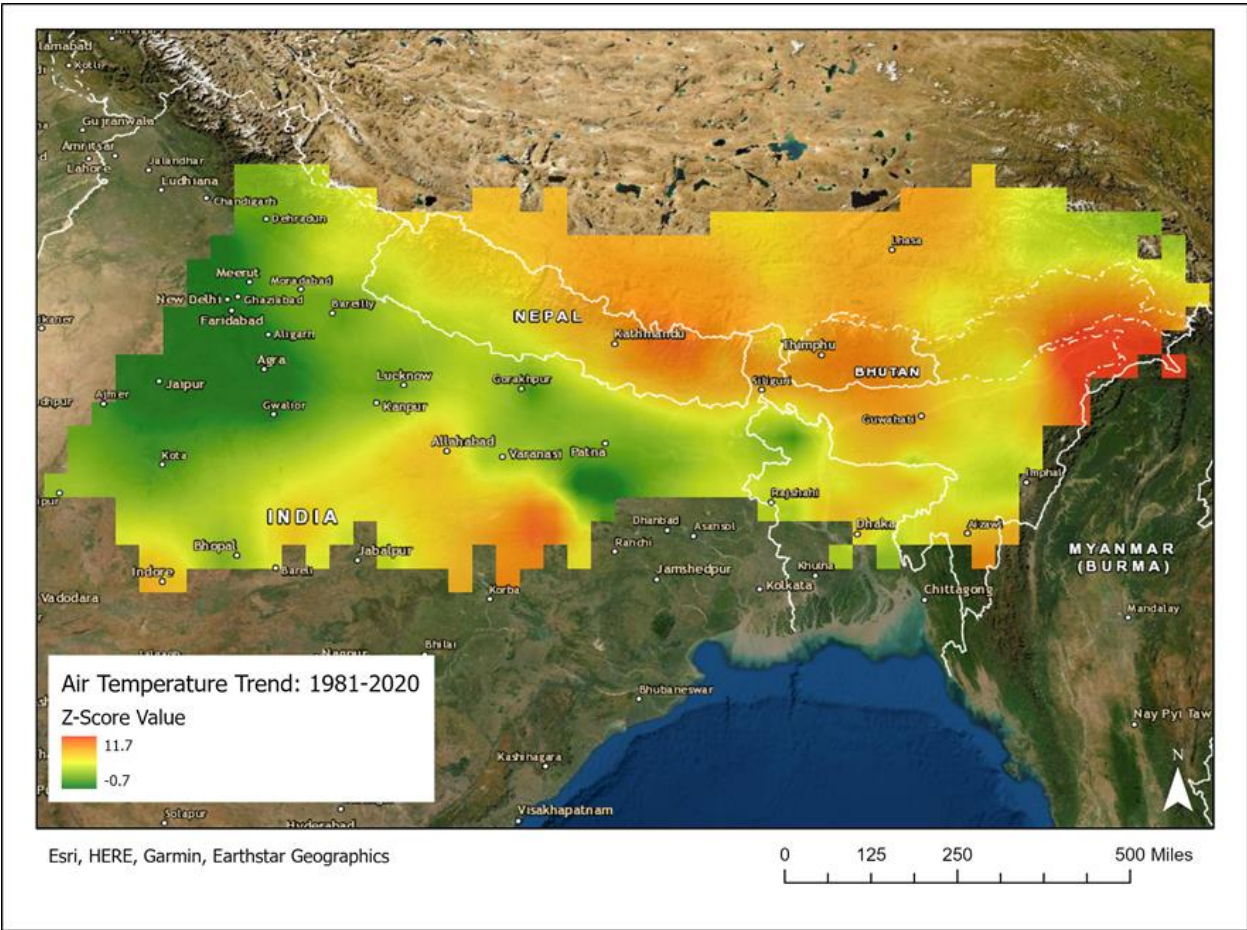 Kotli
Gujranwala
Amritsar
Lahore
Jalandhar
Ludhiana
Chandigarh
Dehradun
Lhasa
Meerut
Moradabad
New Delhi
Ghaziabad
Bareilly
Faridabad
NEPAL
Aligarh
Kathmandu
Thimphu
Agra
BHUTAN
Jaipur
Lucknow
Gorakhpur
Siliguri
Ajmer
Gwalior
Kanpur
Guwahati
Allahabad
Kota
Varanasi
Patna
Imphal
Rajshahi
INDIA
Dhanbad
Asansol
Dhaka
Aizawl
Bhopal
Jabalpur
Ranchi
MYANMAR
(BURMA)
Indore
Bareli
Jamshedpur
Khulna
Kolkata
Korba
Chittagong
Vadodara
Mandalay
Bhilai
Nagpur
Bhubaneswar
Nay Pyi Taw
Kashinagara
Visakhapatnam
Solapur
Hyderabad
Air Temperature Trend: 1981-2020
Z-Score Value
11.7
-0.7
N
Esri, HERE, Garmin, Earthstar Geographics
0 125 250 500 Miles